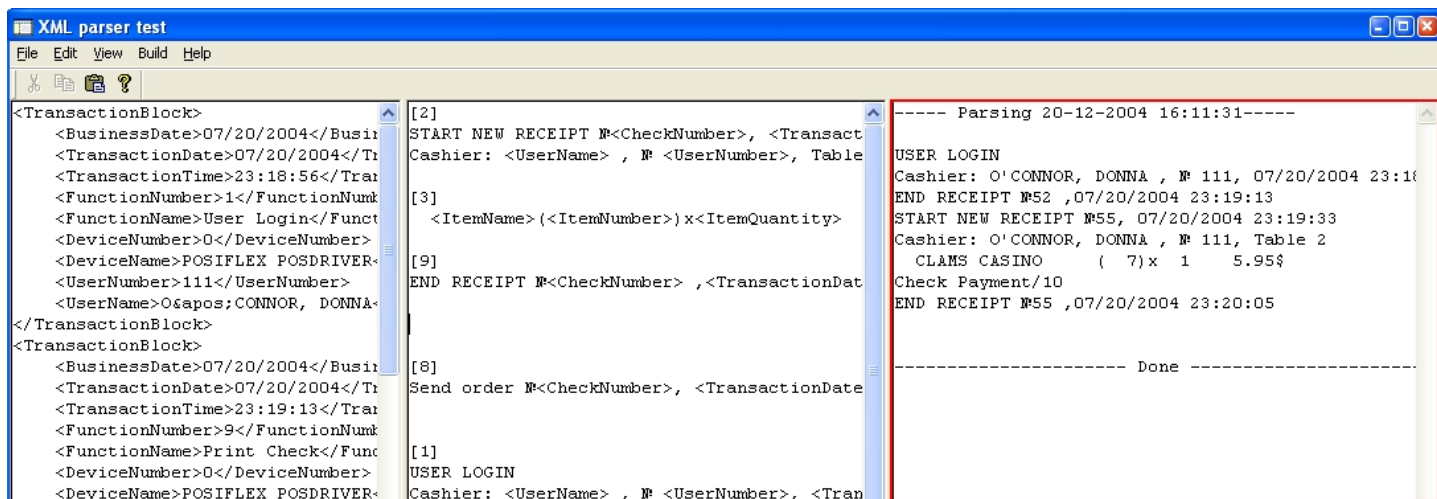 XML parser test
File Edit View Build Help
<TransactionBlock>
<BusinessDate>07/20/2004</Busin
<TransactionDate>07/20/2004</Tr
<TransactionTime>23:18:56</Tran
<FunctionNumber>1</FunctionNumb
<FunctionName>User Login</Funct
<DeviceNumber>0</DeviceNumber>
<DeviceName>POSIFLEX POSDRIVER<
<UserNumber>111</UserNumber>
<UserName>O&apos;CONNOR, DONNA<
</TransactionBlock>
<TransactionBlock>
<BusinessDate>07/20/2004</Busin
<TransactionDate>07/20/2004</Tr
<TransactionTime>23:19:13</Tran
<FunctionNumber>9</FunctionNumb
<FunctionName>Print Check</Func
<DeviceNumber>0</DeviceNumber>
<DeviceName>POSIFLEX POSDRIVER<
[2]
START NEW RECEIPT №<CheckNumber>, <Transact
Cashier: <UserName> , № <UserNumber>, Table
[3]
<ItemName>(<ItemNumber>)x<ItemQuantity>
[9]
END RECEIPT №<CheckNumber> ,<TransactionDat
[8]
Send order №<CheckNumber>, <TransactionDate
[1]
USER LOGIN
Cashier: <UserName> , № <UserNumber>, <Tran
----- Parsing 20-12-2004 16:11:31-----
USER LOGIN
Cashier: O'CONNOR, DONNA , № 111, 07/20/2004 23:18
END RECEIPT №52 ,07/20/2004 23:19:13
START NEW RECEIPT №55, 07/20/2004 23:19:33
Cashier: O'CONNOR, DONNA , № 111, Table 2
CLAMS CASINO ( 7)x 1 5.95$
Check Payment/10
END RECEIPT №55 ,07/20/2004 23:20:05
---------------------- Done ----------------------